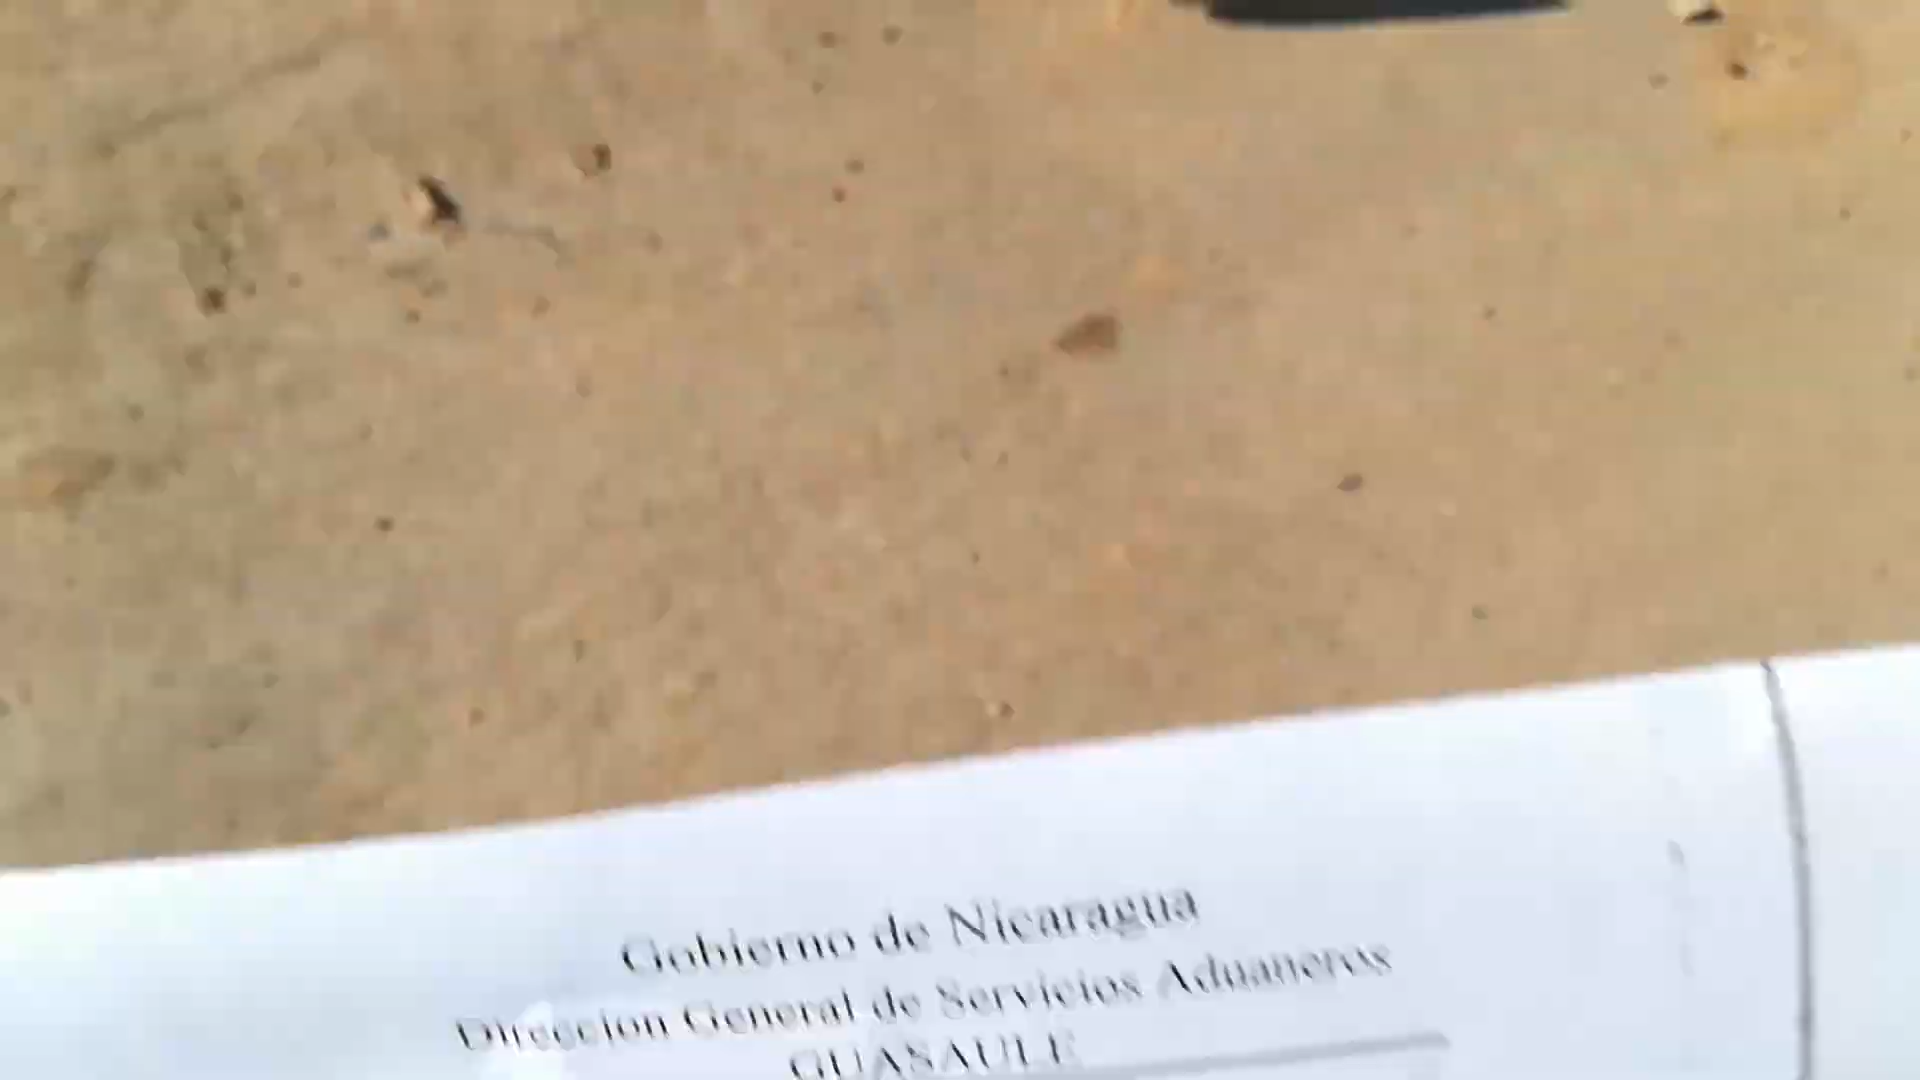 Gobierno de Nicaragua
Direccion General de Servicios Aduaneros
GUASAULE